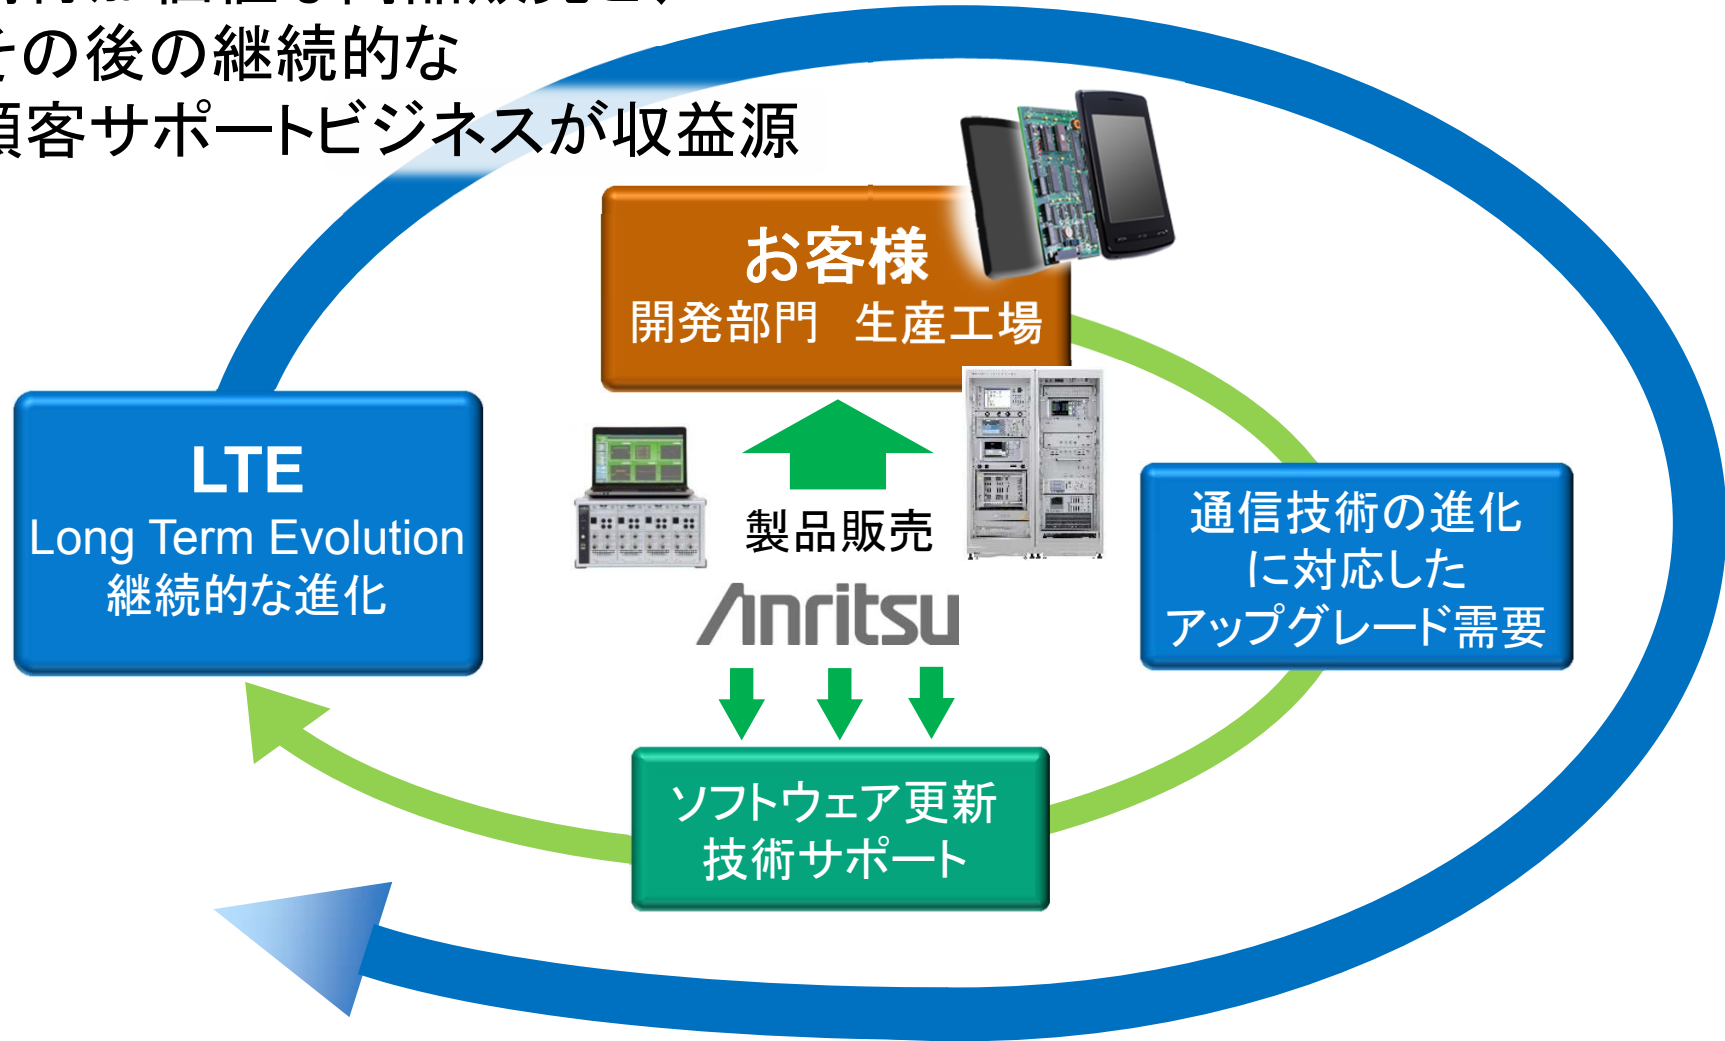 その後の継続的な
顧客サポートビジネスが収益源
お客様
開発部門 生産工場
LTE
Long Term Evolution
継続的な進化
製品販売
Anritsu
通信技術の進化
に対応した
アップグレード需要
ソフトウェア更新
技術サポート